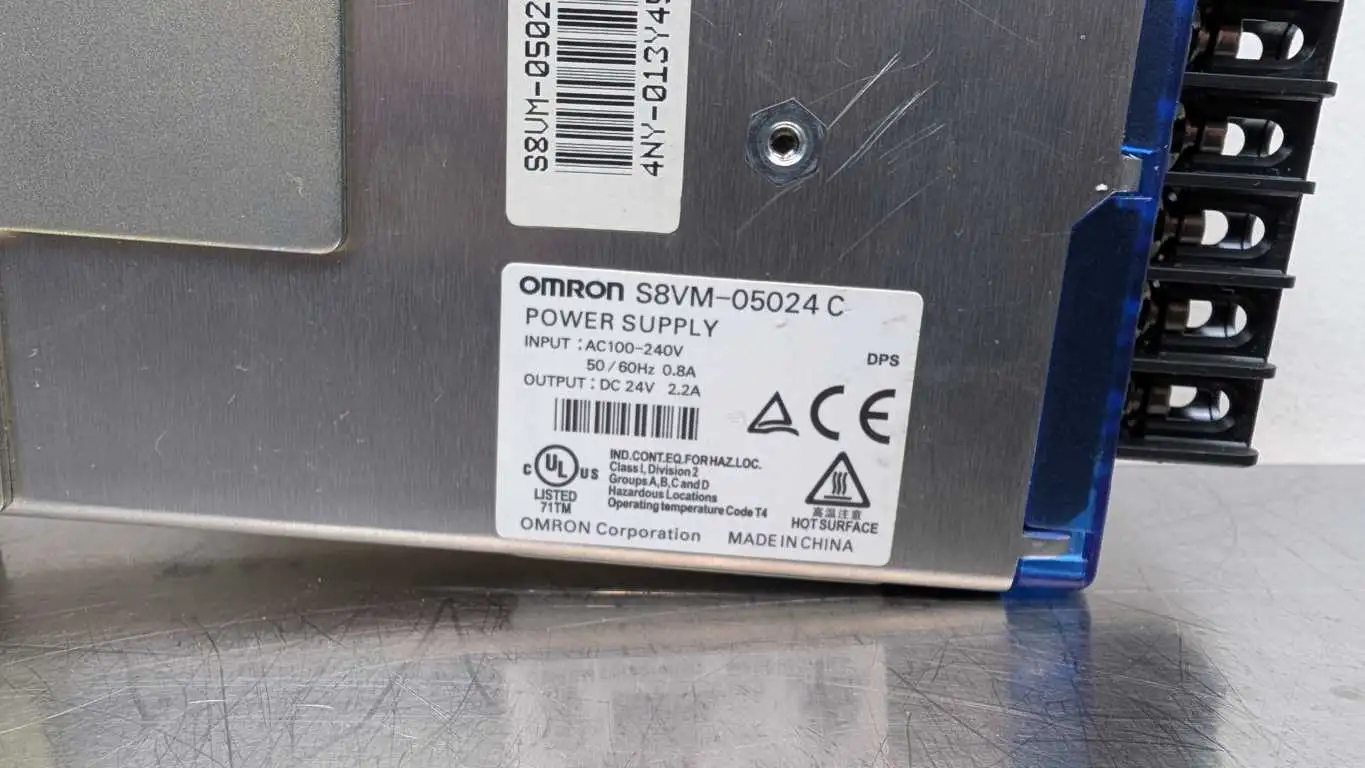 S8VM-0502
4NY-013Y4
OMRON S8VM-05024 C
POWER SUPPLY
INPUT : AC100-240V
50/60Hz 0.8A
OUTPUT : DC 24V 2.2A
DPS
CE
C UL US
LISTED
71TM
IND.CONT.EQ.FOR HAZ.LOC.
Class I, Division 2
Groups A,B,C and D
Hazardous Locations
Operating temperature Code T4
高温注意
HOT SURFACE
OMRON Corporation
MADE IN CHINA